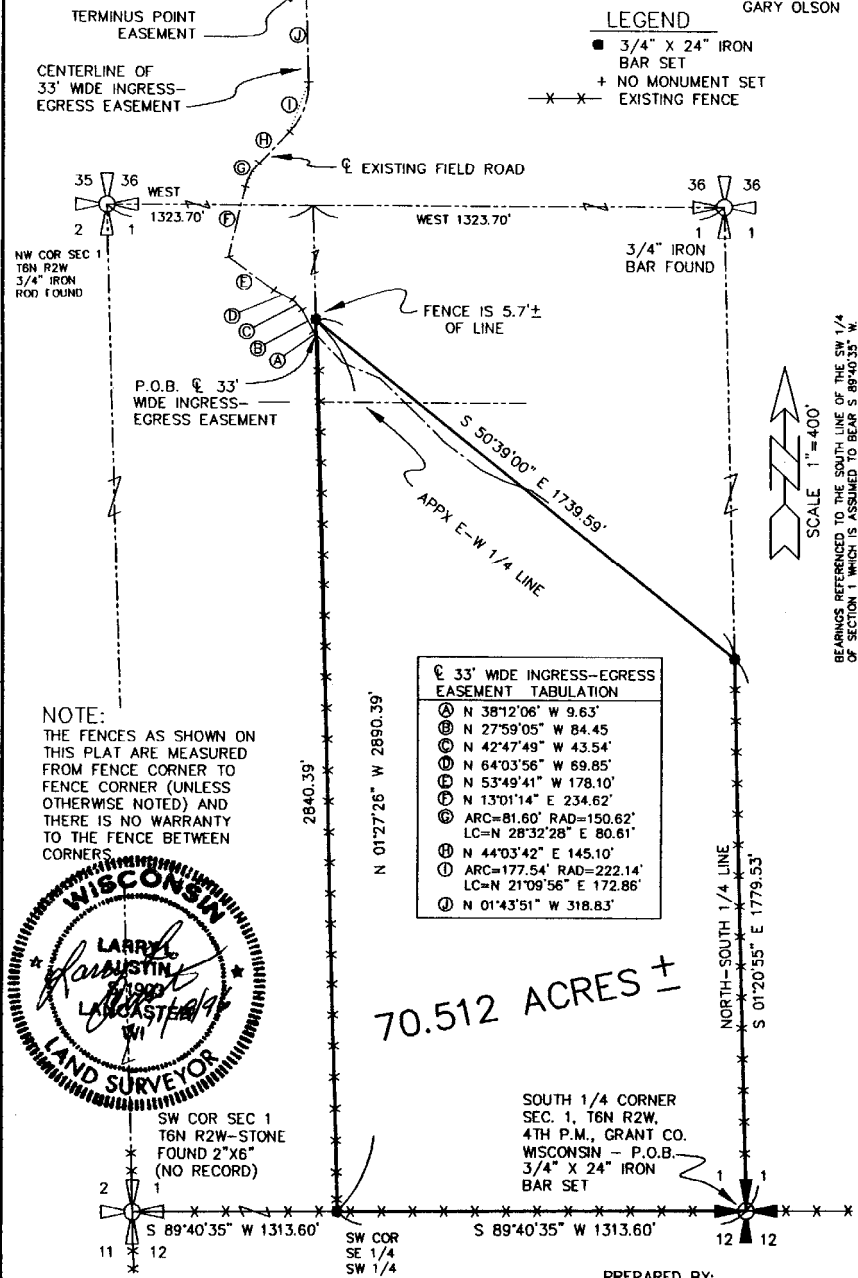 GARY OLSON
TERMINUS POINT
EASEMENT
J
LEGEND
3/4" X 24" IRON
BAR SET
+ NO MONUMENT SET
—X—X— EXISTING FENCE
CENTERLINE OF
33' WIDE INGRESS-
EGRESS EASEMENT
I
H
G
℄ EXISTING FIELD ROAD
35 36
2 1
WEST
1323.70'
F
WEST 1323.70'
36 36
1 1
NW COR SEC 1
T6N R2W
3/4" IRON
ROD FOUND
3/4" IRON
BAR FOUND
E
D
C
B
A
FENCE IS 5.7'±
OF LINE
P.O.B. ℄ 33'
WIDE INGRESS-
EGRESS EASEMENT
S 50°39'00" E 1739.59'
APPX E-W 1/4 LINE
SCALE 1"=400'
BEARINGS REFERENCED TO THE SOUTH LINE OF THE SW 1/4
OF SECTION 1 WHICH IS ASSUMED TO BEAR S 89°40'35" W.
℄ 33' WIDE INGRESS-EGRESS
EASEMENT TABULATION
A N 38°12'06" W 9.63'
B N 27°59'05" W 84.45
C N 42°47'49" W 43.54'
D N 64°03'56" W 69.85'
E N 53°49'41" W 178.10'
F N 13°01'14" E 234.62'
G ARC=81.60' RAD=150.62'
LC=N 28°32'28" E 80.61'
H N 44°03'42" E 145.10'
I ARC=177.54' RAD=222.14'
LC=N 21°09'56" E 172.86'
J N 01°43'51" W 318.83'
NOTE:
THE FENCES AS SHOWN ON
THIS PLAT ARE MEASURED
FROM FENCE CORNER TO
FENCE CORNER (UNLESS
OTHERWISE NOTED) AND
THERE IS NO WARRANTY
TO THE FENCE BETWEEN
CORNERS
2840.39'
N 01°27'26" W 2890.39'
NORTH-SOUTH 1/4 LINE
S 01°20'55" E 1779.53'
WISCONSIN
LARRY L.
AUSTIN
S 1903
LANCASTER
WI
LAND SURVEYOR
70.512 ACRES ±
SW COR SEC 1
T6N R2W-STONE
FOUND 2"X6"
(NO RECORD)
SOUTH 1/4 CORNER
SEC. 1, T6N R2W,
4TH P.M., GRANT CO.
WISCONSIN - P.O.B.
3/4" X 24" IRON
BAR SET
2 1
11 12
S 89°40'35" W 1313.60'
SW COR
SE 1/4
SW 1/4
S 89°40'35" W 1313.60'
1 1
12 12
PREPARED BY: